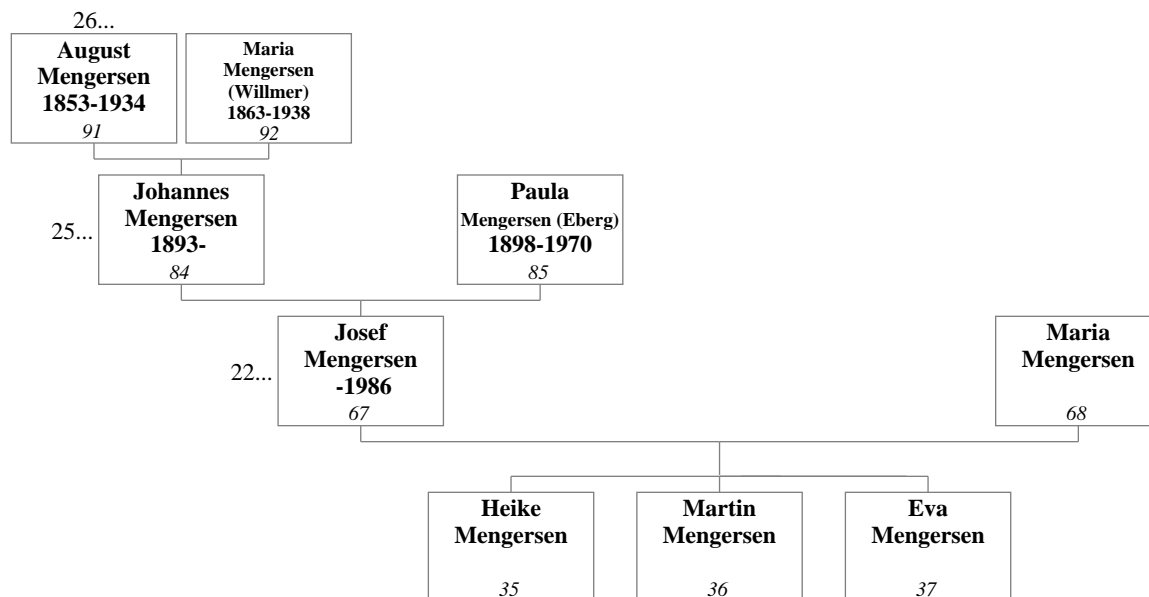 26...
August
Mengersen
1853-1934
91
Maria
Mengersen
(Willmer)
1863-1938
92
25...
Johannes
Mengersen
1893-
84
Paula
Mengersen (Eberg)
1898-1970
85
22...
Josef
Mengersen
-1986
67
Maria
Mengersen
68
Heike
Mengersen
35
Martin
Mengersen
36
Eva
Mengersen
37